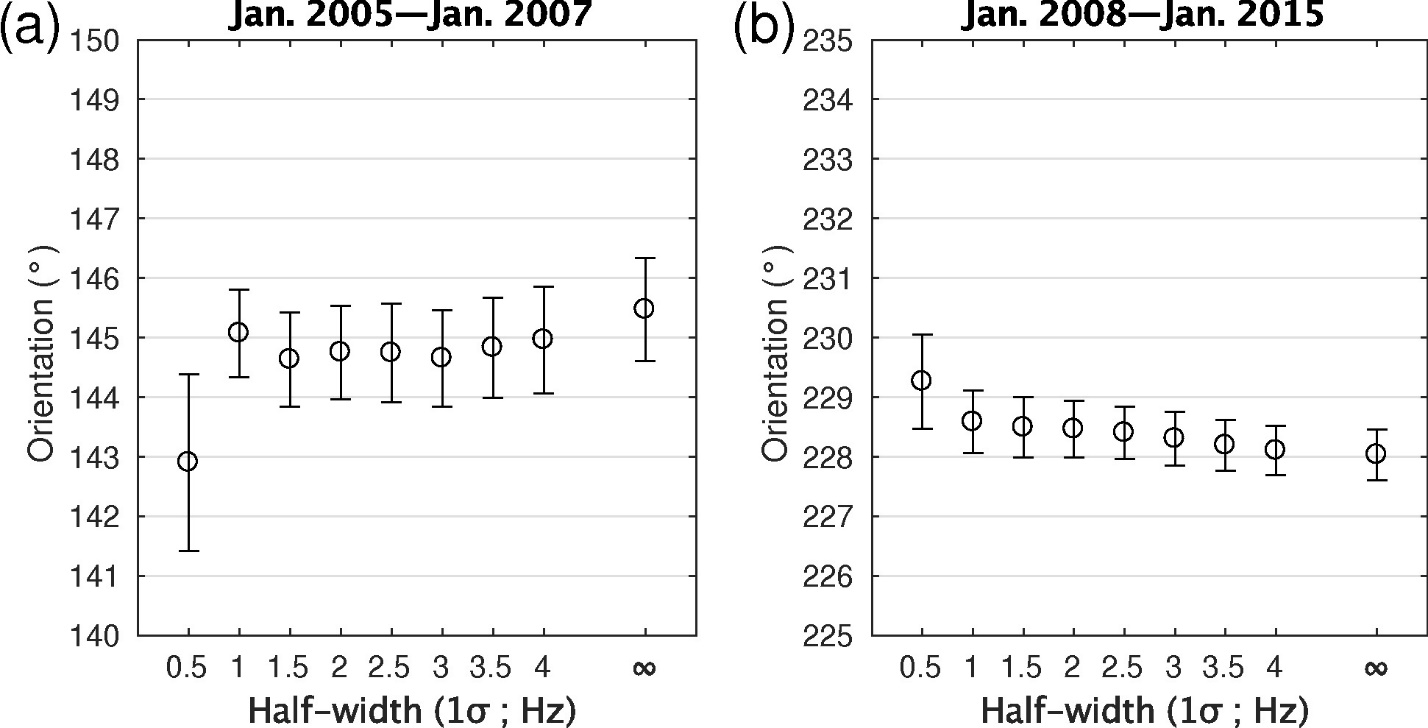 (a) Jan. 2005—Jan. 2007
150
149
148
147
146
145
144
143
142
141
140
Orientation (°)
0.5 1 1.5 2 2.5 3 3.5 4 ∞
Half-width (1σ ; Hz)
(b) Jan. 2008—Jan. 2015
235
234
233
232
231
230
229
228
227
226
225
Orientation (°)
0.5 1 1.5 2 2.5 3 3.5 4 ∞
Half-width (1σ ; Hz)